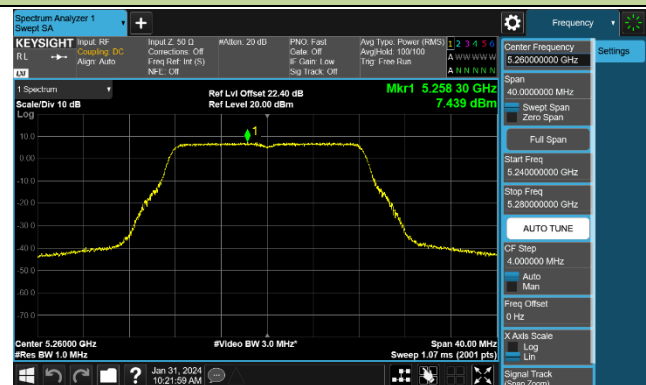 Spectrum Analyzer 1
Swept SA
Frequency
KEYSIGHT
RL
LXI
Input: RF
Coupling: DC
Align: Auto
Input Z: 50 Ω
Corrections: Off
Freq Ref: Int (S)
NFE: Off
#Atten: 20 dB
PNO: Fast
Gate: Off
IF Gain: Low
Sig Track: Off
Avg Type: Power (RMS)
Avg|Hold: 100/100
Trig: Free Run
1 2 3 4 5 6
A W W W W W
A N N N N N
1 Spectrum
Scale/Div 10 dB
Log
Ref Lvl Offset 22.40 dB
Ref Level 20.00 dBm
Mkr1 5.258 30 GHz
7.439 dBm
1
10.0
0.00
-10.0
-20.0
-30.0
-40.0
-50.0
-60.0
-70.0
Center 5.26000 GHz
#Res BW 1.0 MHz
#Video BW 3.0 MHz*
Span 40.00 MHz
Sweep 1.07 ms (2001 pts)
Jan 31, 2024
10:21:59 AM
Center Frequency
5.260000000 GHz
Span
40.0000000 MHz
Swept Span
Zero Span
Full Span
Start Freq
5.240000000 GHz
Stop Freq
5.280000000 GHz
AUTO TUNE
CF Step
4.000000 MHz
Auto
Man
Freq Offset
0 Hz
X Axis Scale
Log
Lin
Signal Track
(Span Zoom)
Settings